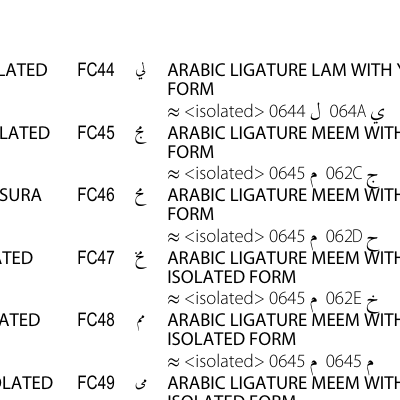 LATED FC44 ﱄ ARABIC LIGATURE LAM WITH
FORM
≈ <isolated> 0644 ل 064A ي
LATED FC45 ﱅ ARABIC LIGATURE MEEM WITH
FORM
≈ <isolated> 0645 م 062C ج
SURA FC46 ﱆ ARABIC LIGATURE MEEM WITH
FORM
≈ <isolated> 0645 م 062D ح
ATED FC47 ﱇ ARABIC LIGATURE MEEM WITH
ISOLATED FORM
≈ <isolated> 0645 م 062E خ
ATED FC48 ﱈ ARABIC LIGATURE MEEM WITH
ISOLATED FORM
≈ <isolated> 0645 م 0645 م
OLATED FC49 ﱉ ARABIC LIGATURE MEEM WITH
ISOLATED FORM